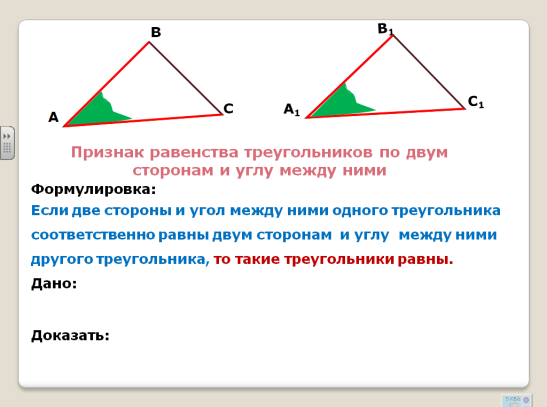 B
B₁
A
C
A₁
C₁
Признак равенства треугольников по двум
сторонам и углу между ними
Формулировка:
Если две стороны и угол между ними одного треугольника
соответственно равны двум сторонам и углу между ними
другого треугольника, то такие треугольники равны.
Дано:
Доказать: